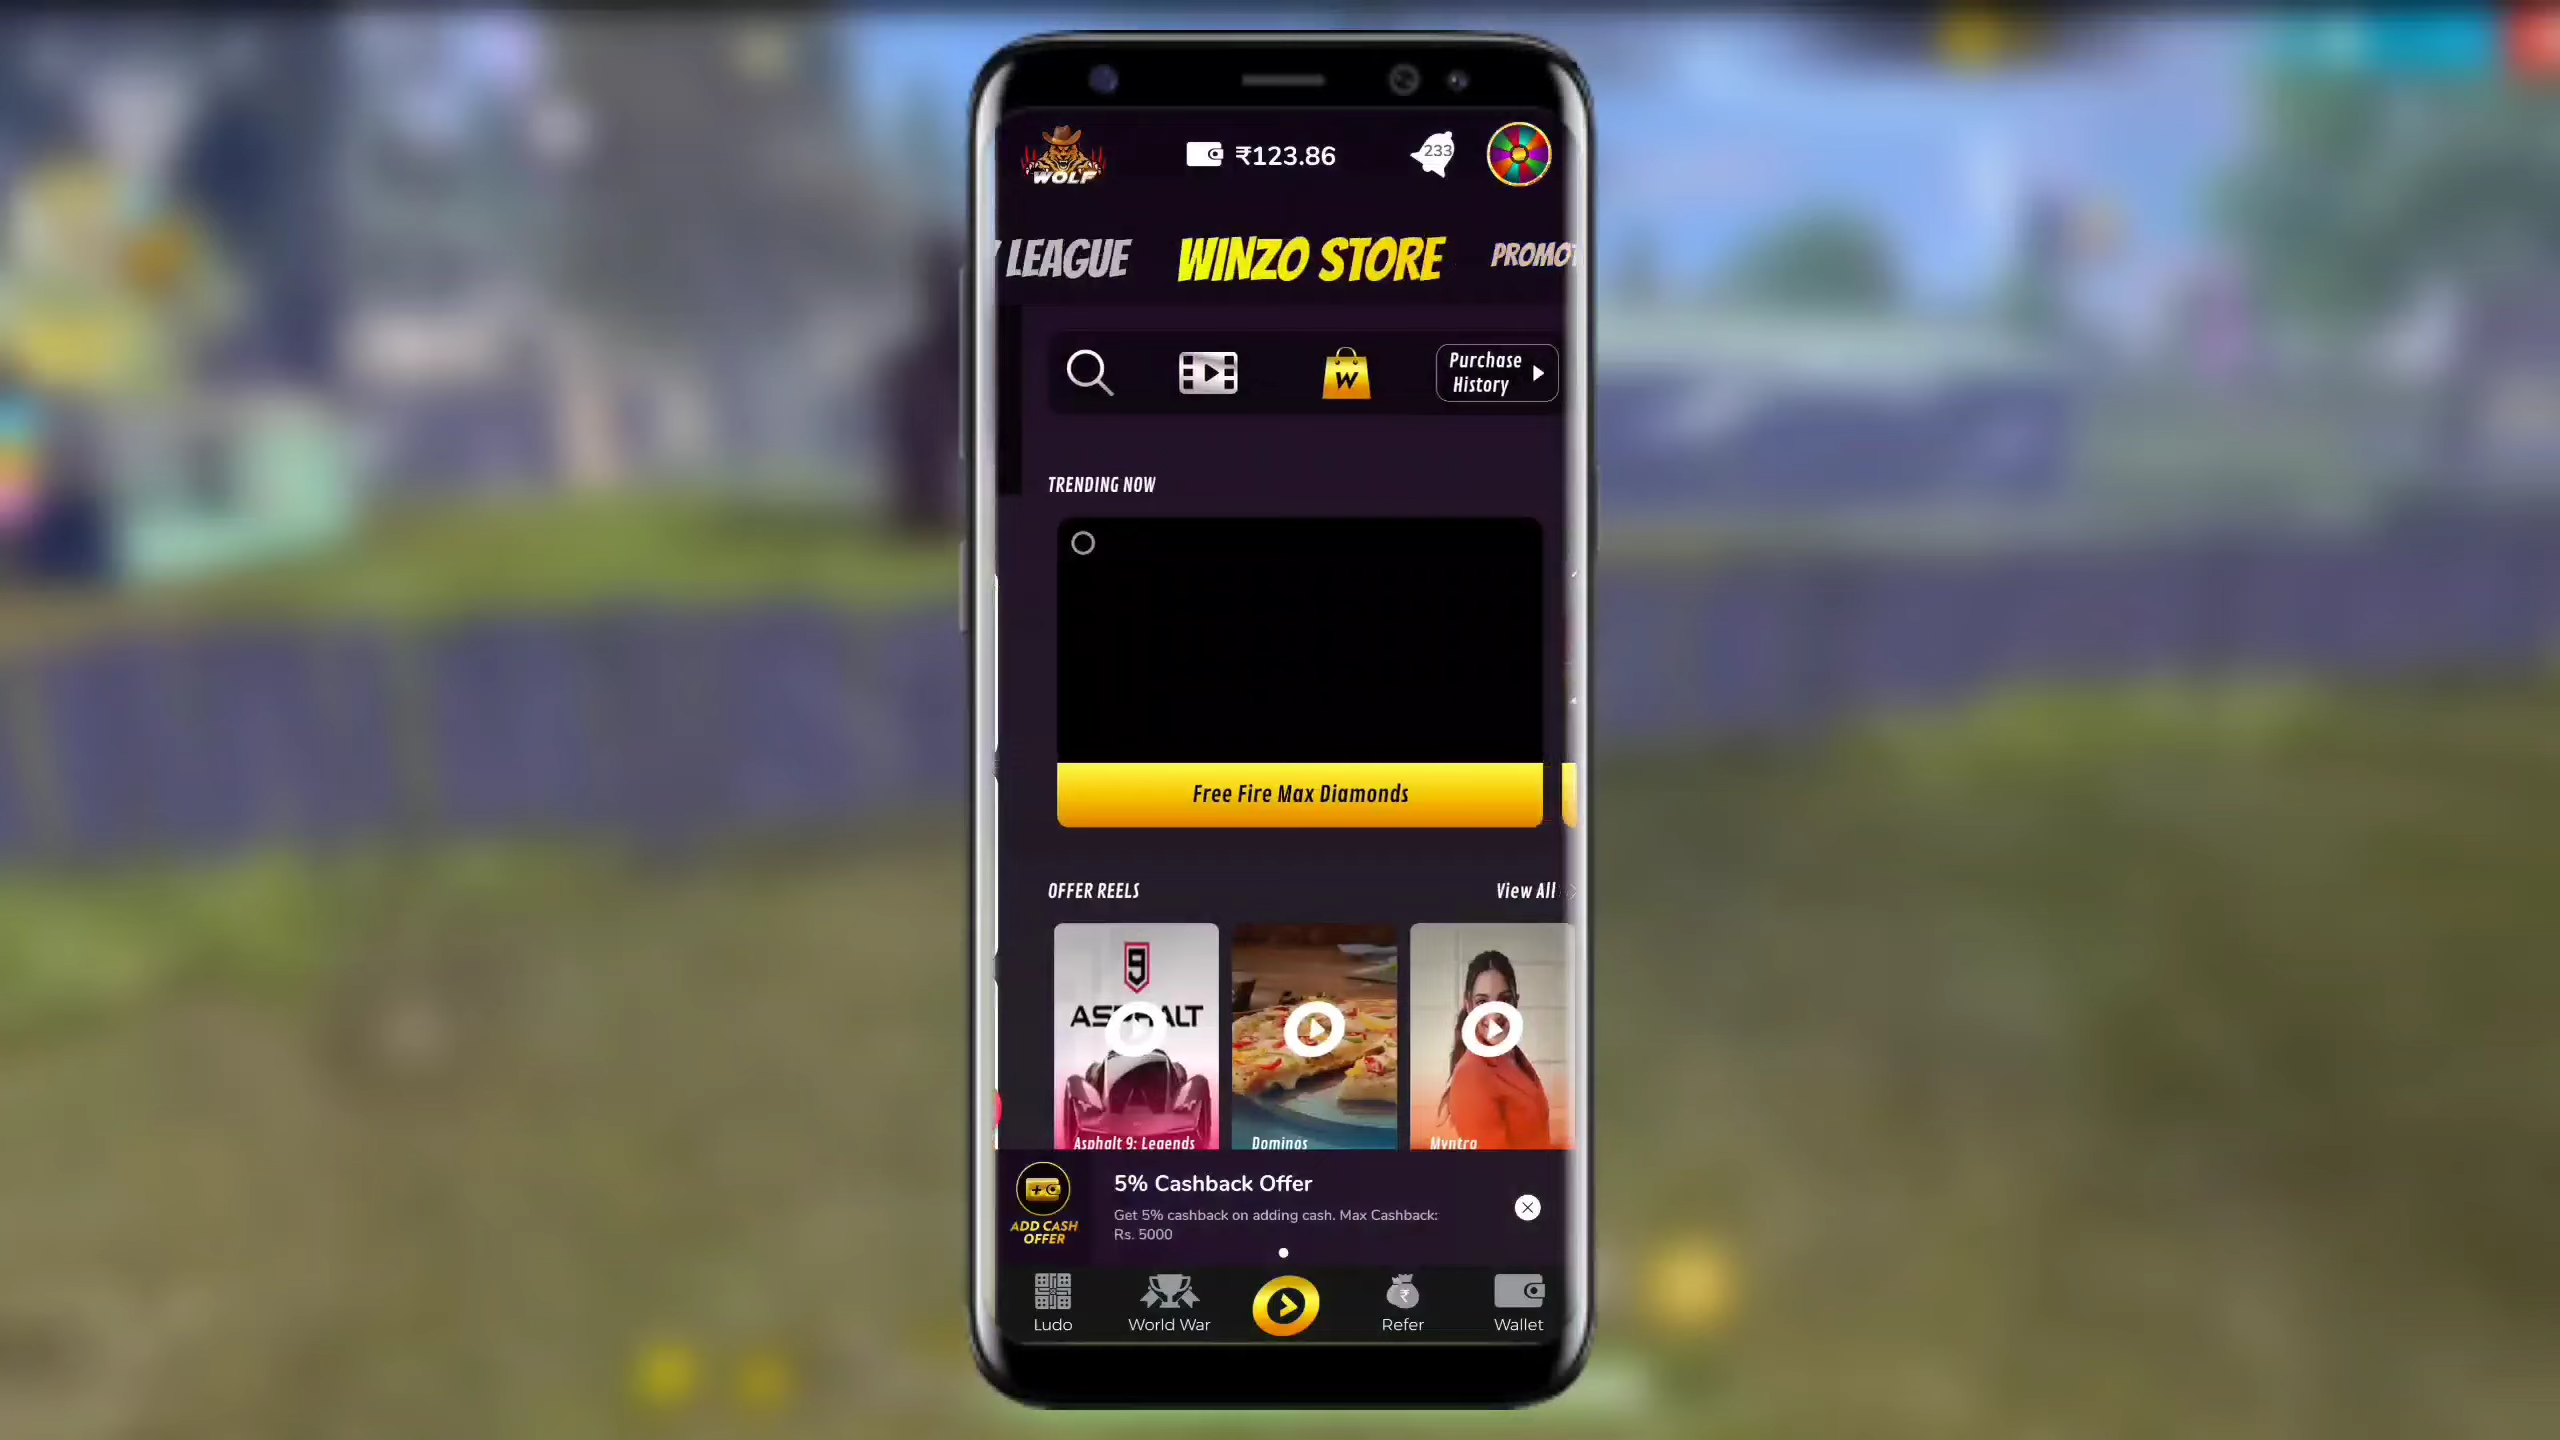 WOLF
₹123.86
233
LEAGUE
WINZO STORE
PROMO
W
Purchase
History
TRENDING NOW
Free Fire Max Diamonds
OFFER REELS
View All
9
ASPHALT
Asphalt 9: Legends
Dominos
Myntra
ADD CASH
OFFER
5% Cashback Offer
Get 5% cashback on adding cash. Max Cashback:
Rs. 5000
Ludo
World War
₹
Refer
Wallet